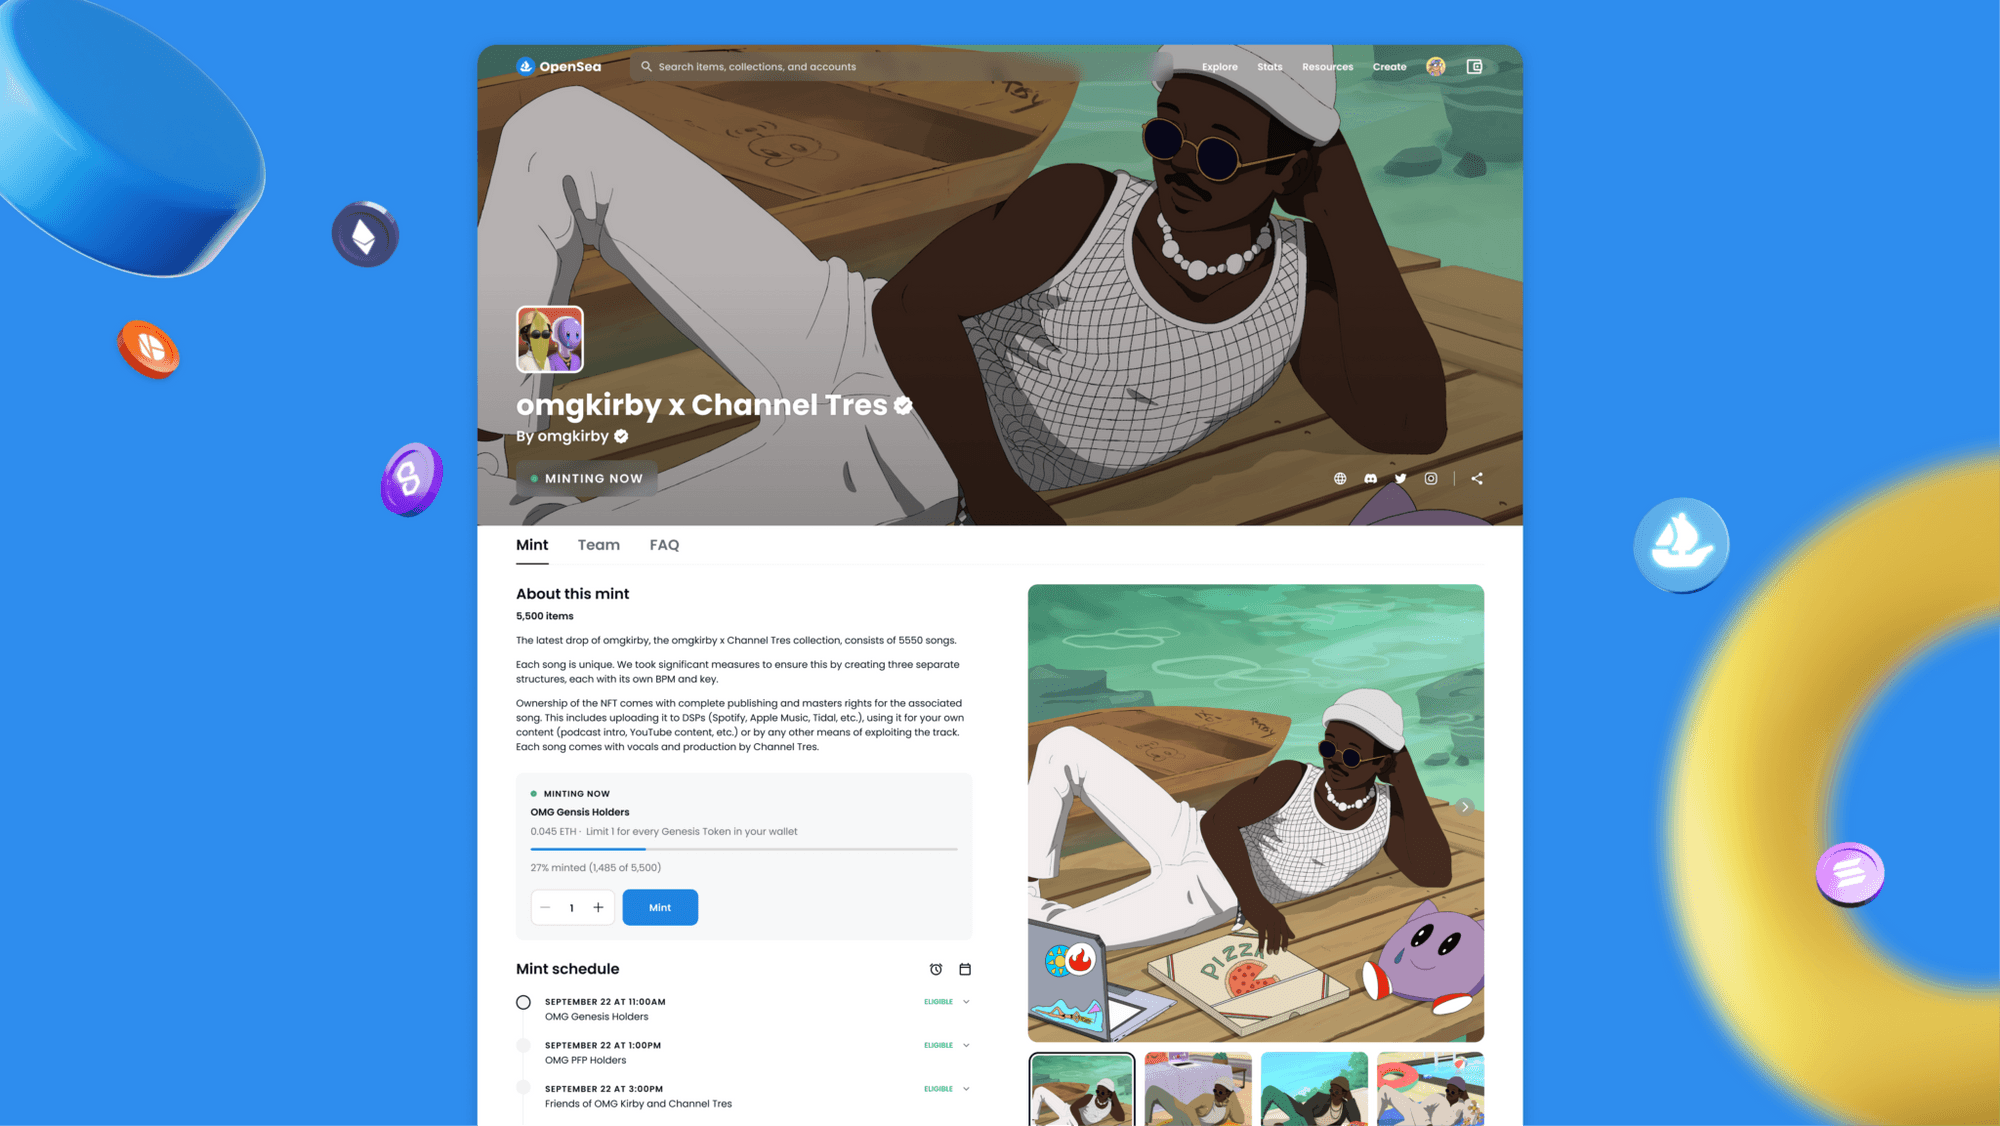 OpenSea
Search items, collections, and accounts
Explore
Stats
Resources
Create
omgkirby x Channel Tres
By omgkirby
MINTING NOW
Mint
Team
FAQ
About this mint
5,500 items
The latest drop of omgkirby, the omgkirby x Channel Tres collection, consists of 5550 songs.
Each song is unique. We took significant measures to ensure this by creating three separate
structures, each with its own BPM and key.
Ownership of the NFT comes with complete publishing and masters rights for the associated
song. This includes uploading it to DSPs (Spotify, Apple Music, Tidal, etc.), using it for your own
content (podcast intro, YouTube content, etc.) or by any other means of exploiting the track.
Each song comes with vocals and production by Channel Tres.
MINTING NOW
OMG Gensis Holders
0.045 ETH · Limit 1 for every Genesis Token in your wallet
27% minted (1,485 of 5,500)
1
Mint
Mint schedule
SEPTEMBER 22 AT 11:00AM
ELIGIBLE
OMG Genesis Holders
SEPTEMBER 22 AT 1:00PM
ELIGIBLE
OMG PFP Holders
SEPTEMBER 22 AT 3:00PM
ELIGIBLE
Friends of OMG Kirby and Channel Tres
PIZZA